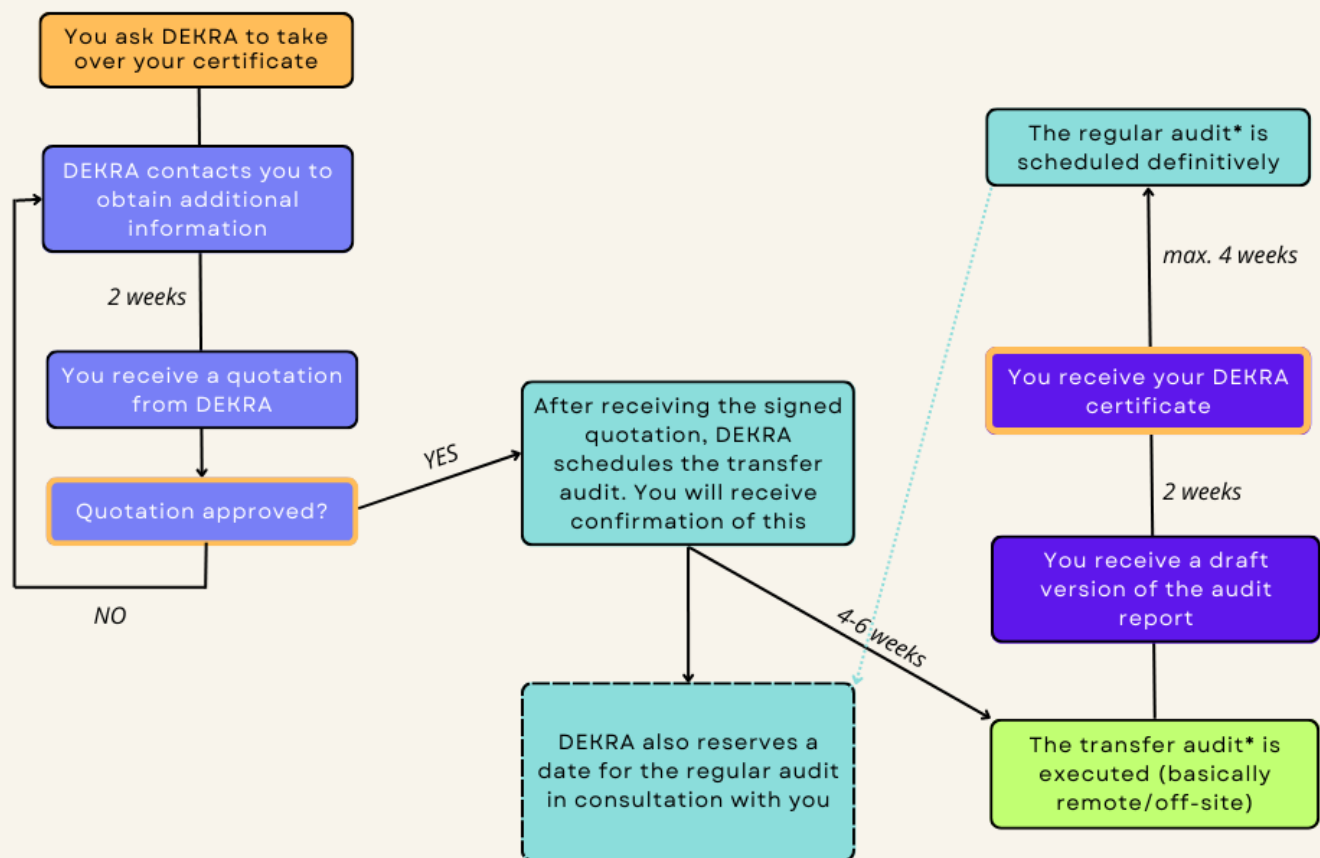 You ask DEKRA to take
over your certificate
DEKRA contacts you to
obtain additional
information
2 weeks
You receive a quotation
from DEKRA
Quotation approved?
NO
YES
After receiving the signed
quotation, DEKRA
schedules the transfer
audit. You will receive
confirmation of this
DEKRA also reserves a
date for the regular audit
in consultation with you
4-6 weeks
The transfer audit* is
executed (basically
remote/off-site)
You receive a draft
version of the audit
report
2 weeks
You receive your DEKRA
certificate
max. 4 weeks
The regular audit* is
scheduled definitively